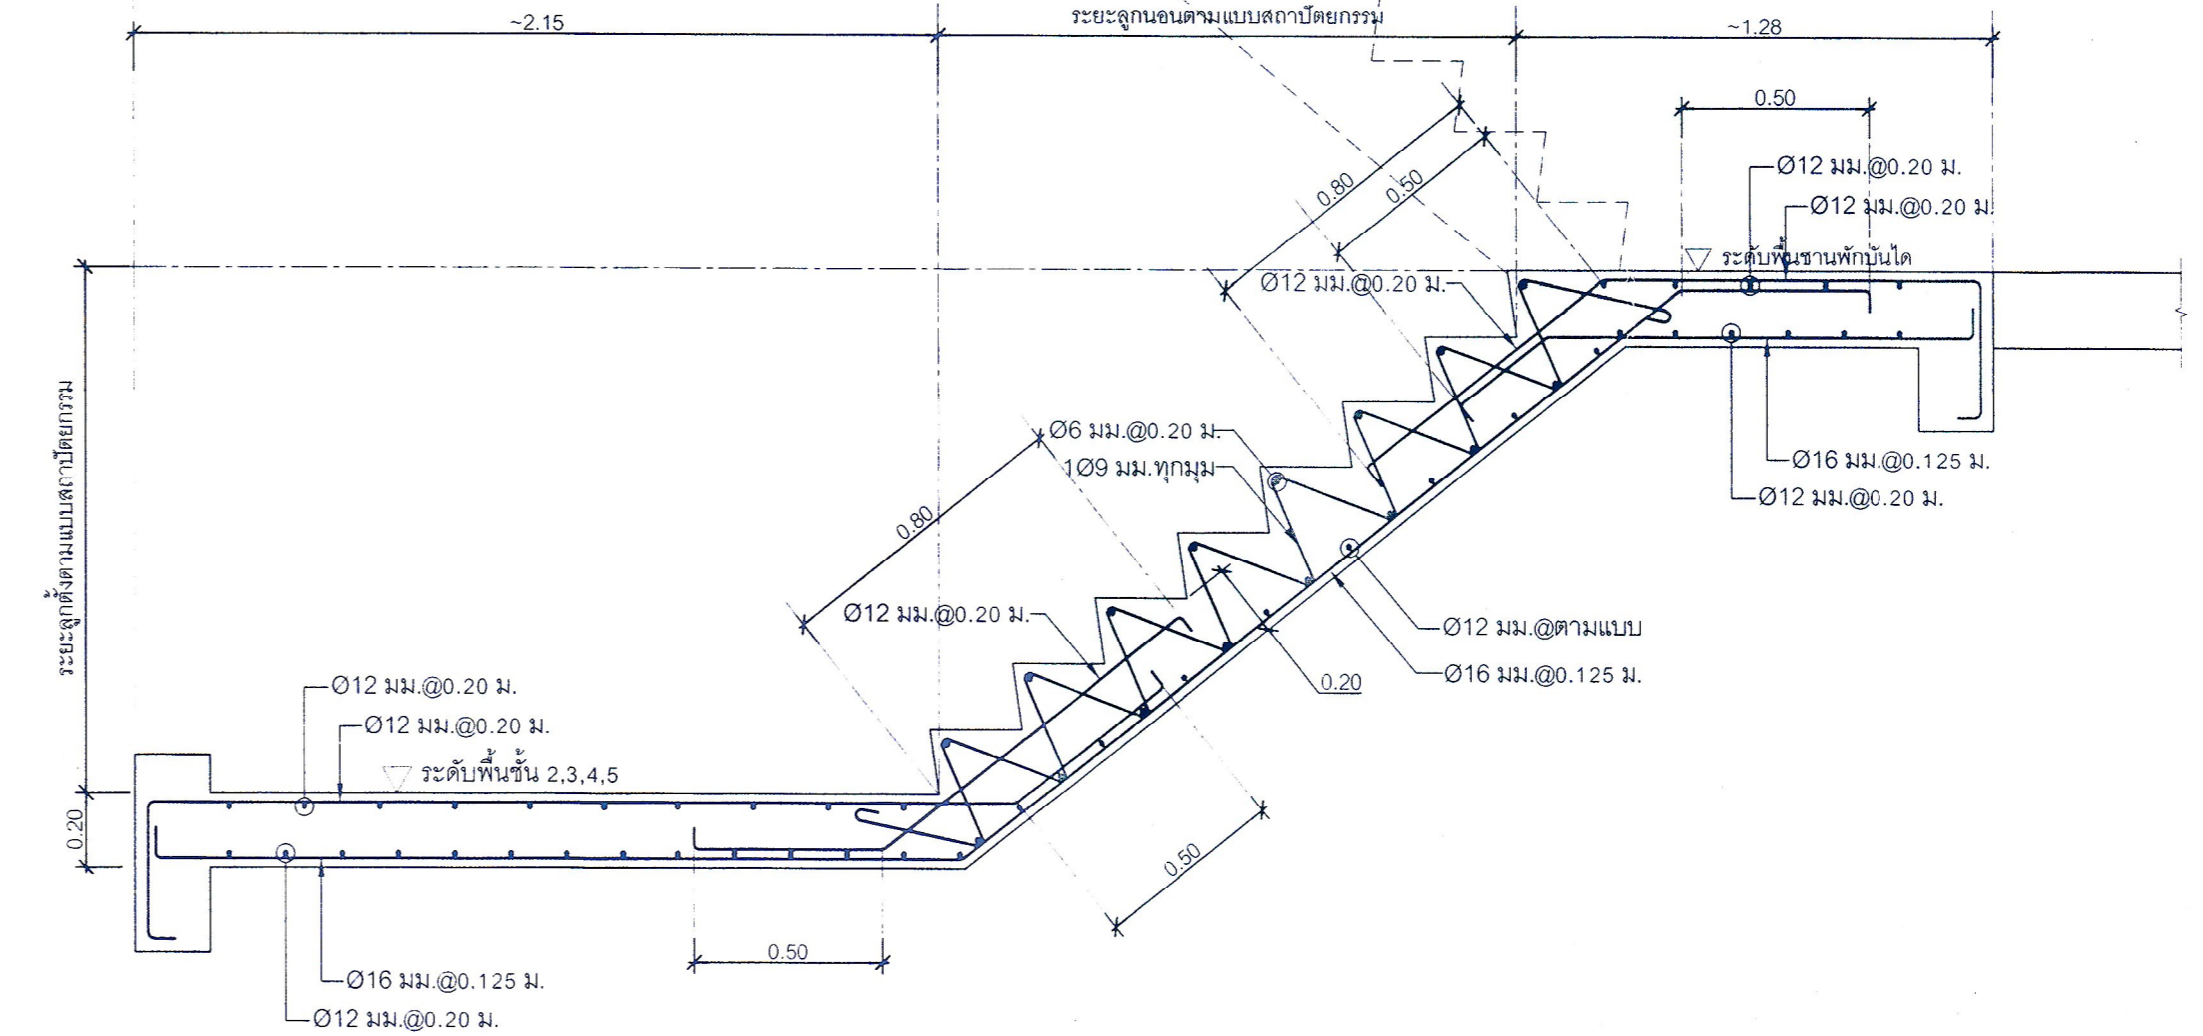 ระยะลูกนอนตามแบบสถาปัตยกรรม
~2.15
~1.28
0.50
Ø12 มม.@0.20 ม.
0.80
0.50
Ø12 มม.@0.20 ม.
ระดับพื้นชานพักบันได
Ø12 มม.@0.20 ม.
ระยะลูกตั้งตามแบบสถาปัตยกรรม
Ø6 มม.@0.20 ม.
1Ø9 มม.ทุกมุม
Ø16 มม.@0.125 ม.
Ø12 มม.@0.20 ม.
0.80
Ø12 มม.@0.20 ม.
Ø12 มม.@ตามแบบ
Ø16 มม.@0.125 ม.
0.20
Ø12 มม.@0.20 ม.
Ø12 มม.@0.20 ม.
ระดับพื้นชั้น 2,3,4,5
0.20
0.50
0.50
Ø16 มม.@0.125 ม.
Ø12 มม.@0.20 ม.